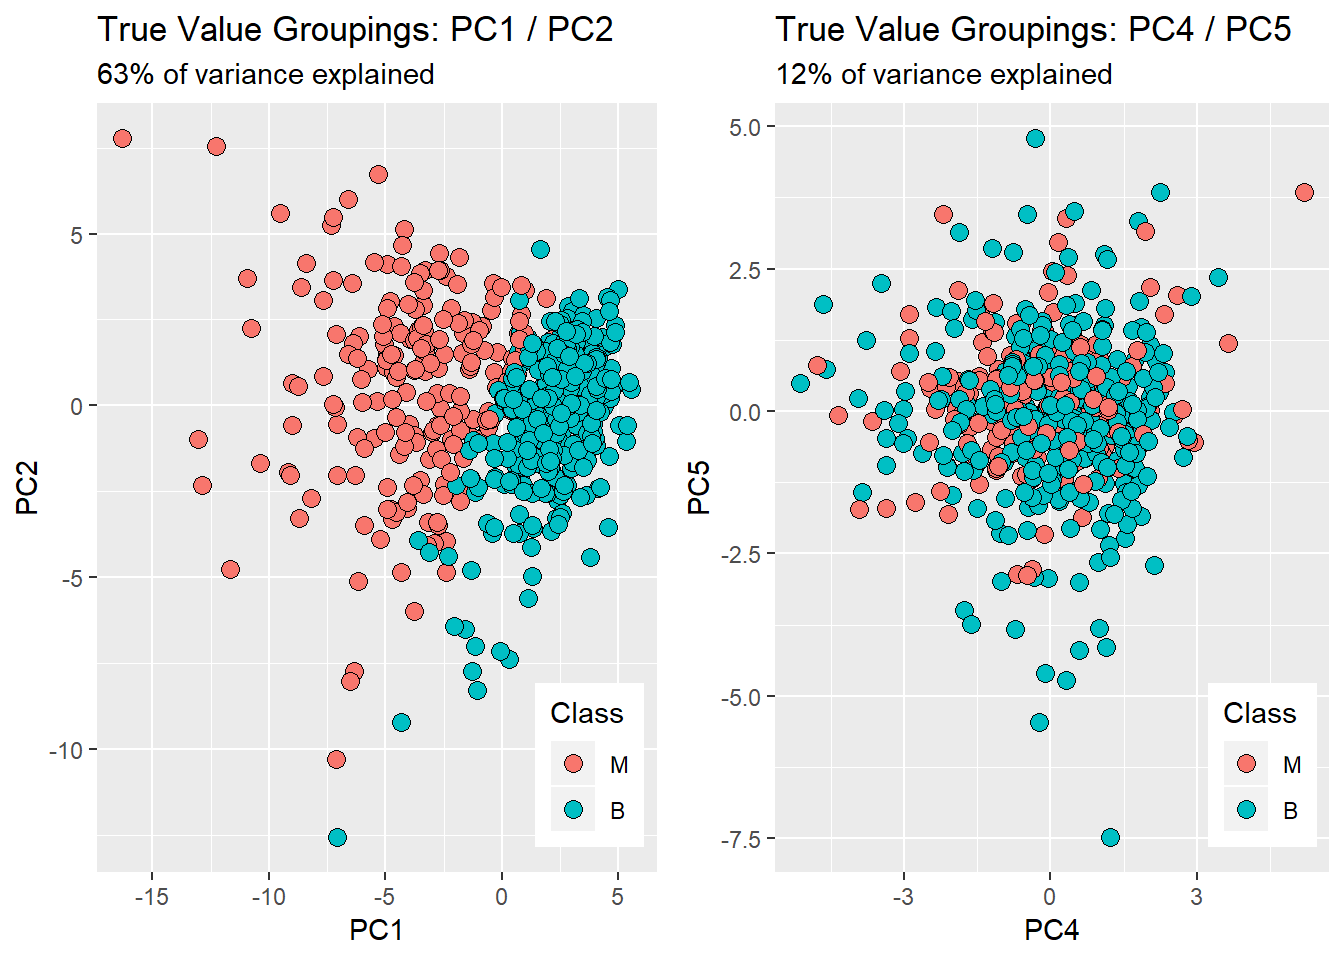 True Value Groupings: PC1 / PC2
63% of variance explained
5
0
-5
-10
PC2
-15 -10 -5 0 5
PC1
Class
M
B
True Value Groupings: PC4 / PC5
12% of variance explained
5.0
2.5
0.0
-2.5
-5.0
-7.5
PC5
-3 0 3
PC4
Class
M
B